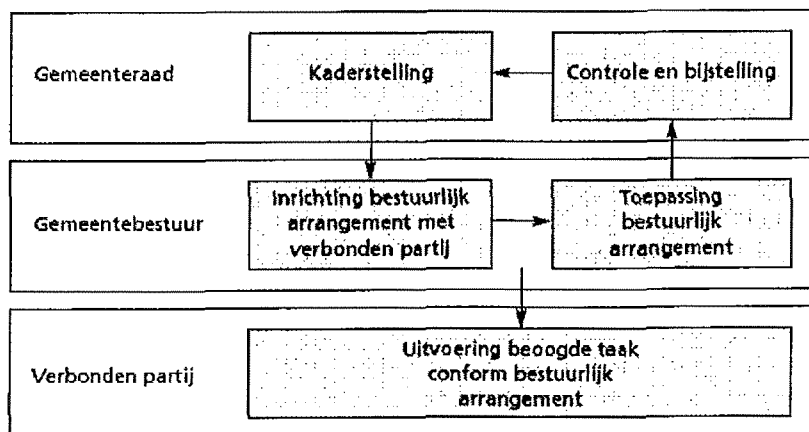 Gemeenteraad
Kaderstelling
Controle en bijstelling
Gemeentebestuur
Inrichting bestuurlijk
arrangement met
verbonden partij
Toepassing
bestuurlijk
arrangement
Verbonden partij
Uitvoering beoogde taak
conform bestuurlijk
arrangement